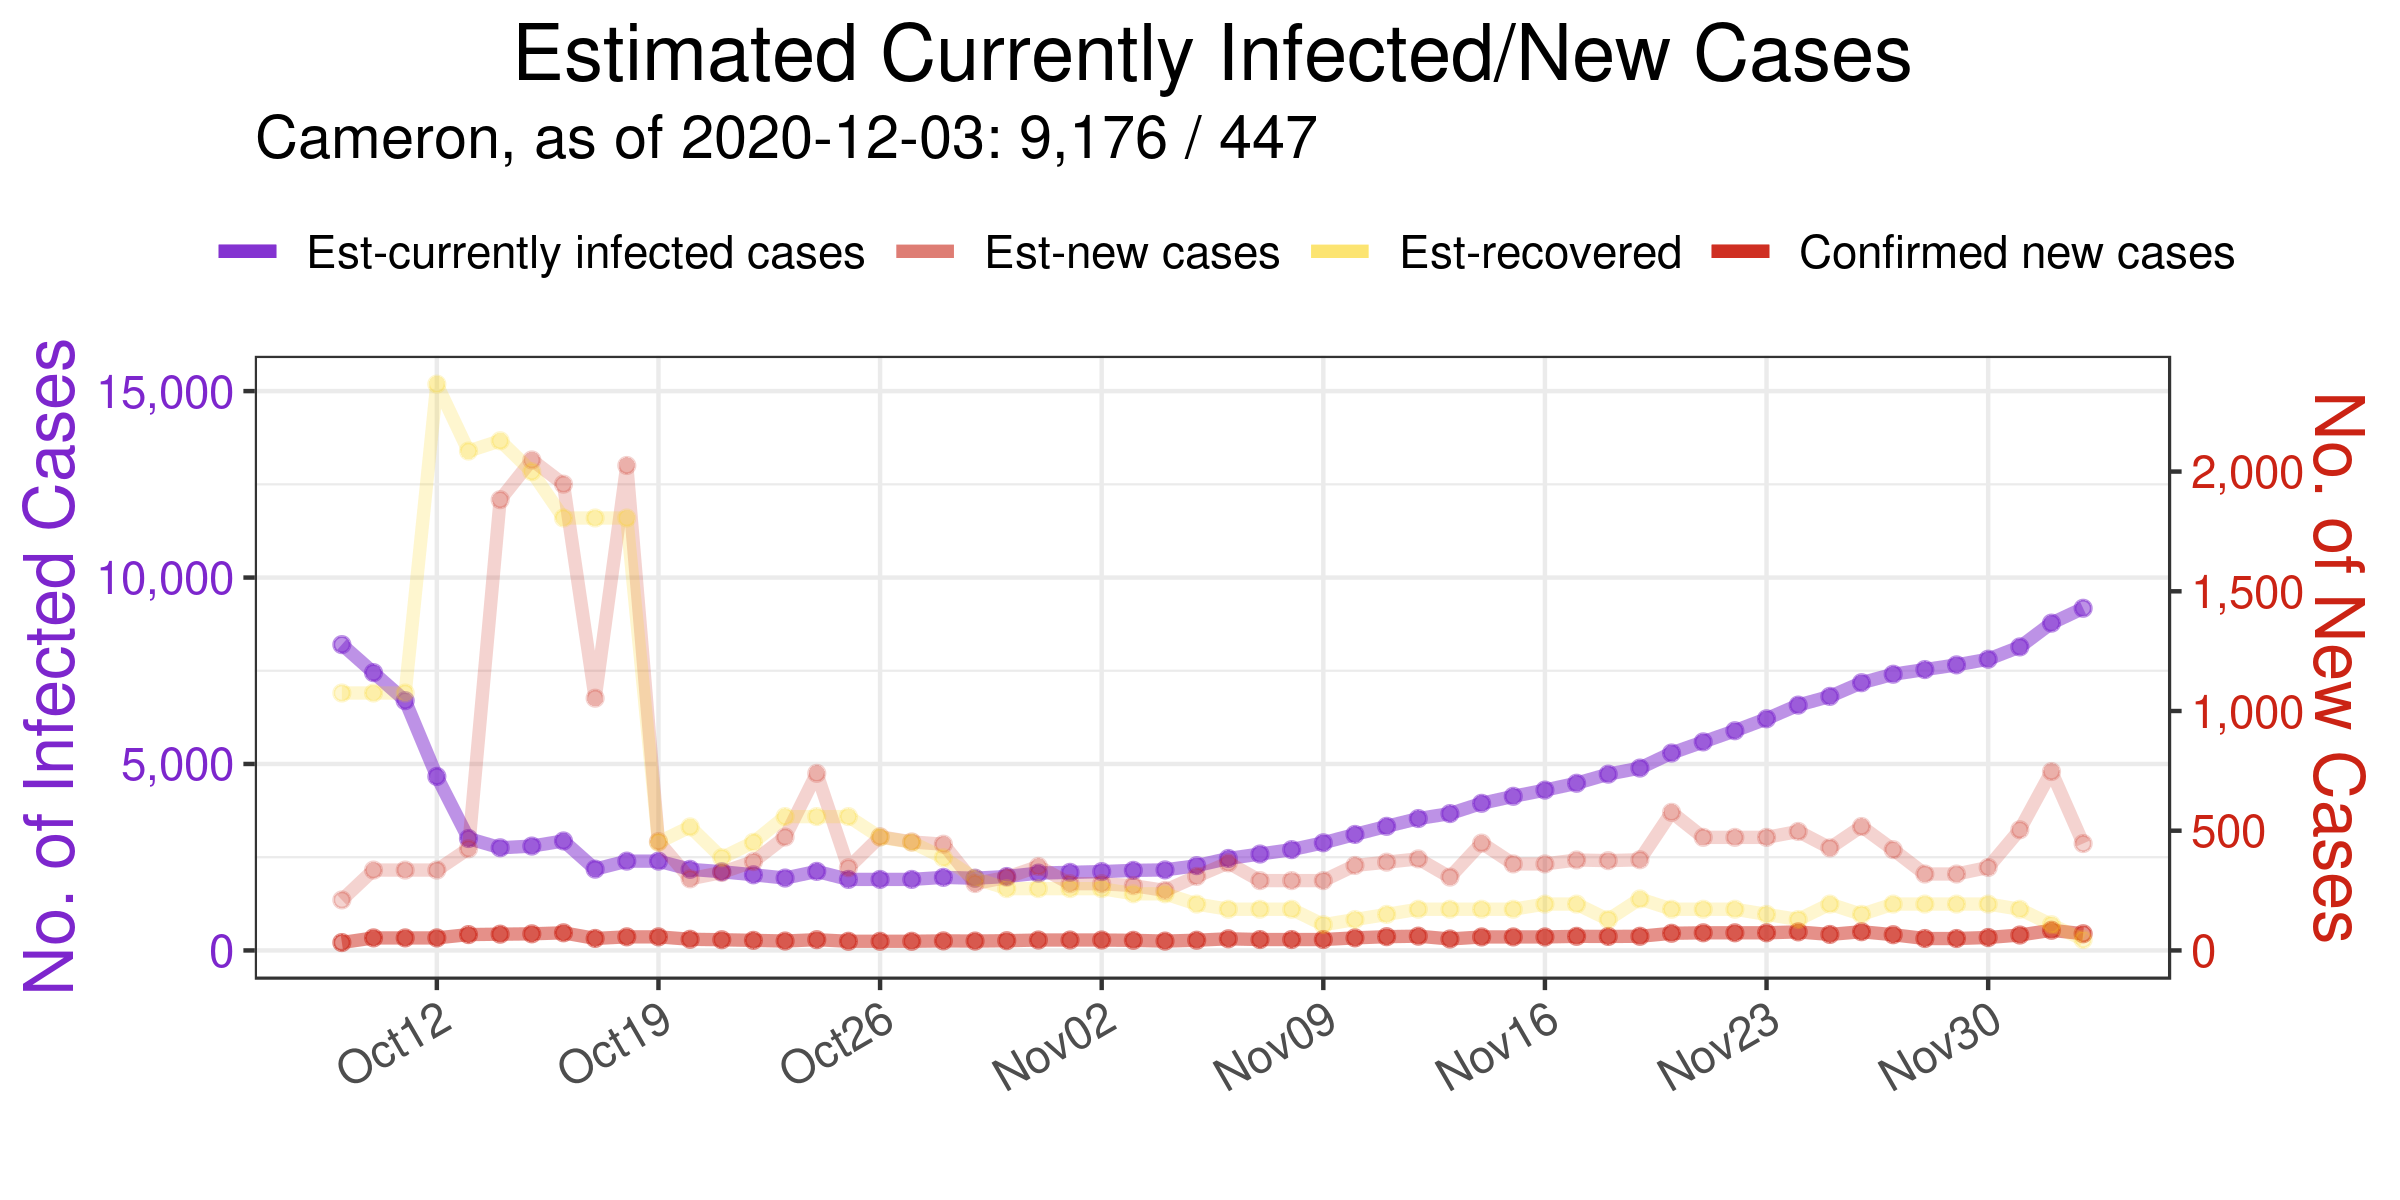 Estimated Currently Infected/New Cases
Cameron, as of 2020-12-03: 9,176 / 447
Est-currently infected cases Est-new cases Est-recovered Confirmed new cases
No. of Infected Cases
15,000
10,000
5,000
0
2,000
1,500
1,000
500
0
No. of New Cases
Oct12 Oct19 Oct26 Nov02 Nov09 Nov16 Nov23 Nov30